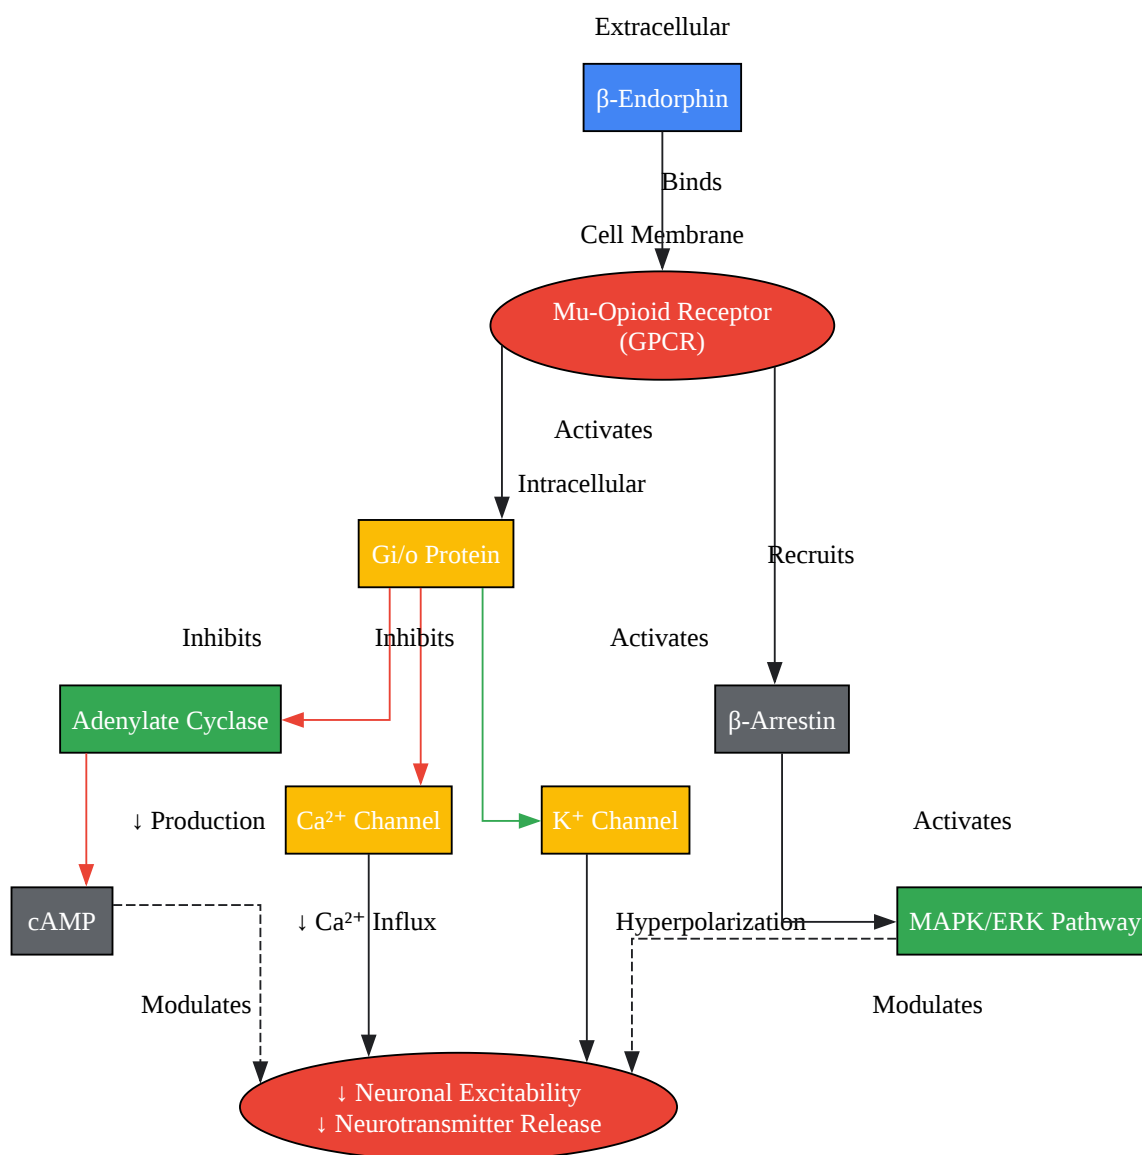 Extracellular
β-Endorphin
Binds
Cell Membrane
Mu-Opioid Receptor
(GPCR)
Activates
Intracellular
Gi/o Protein
Recruits
Inhibits
Inhibits
Activates
Adenylate Cyclase
β-Arrestin
↓ Production
Ca²⁺ Channel
K⁺ Channel
Activates
cAMP
↓ Ca²⁺ Influx
Hyperpolarization
MAPK/ERK Pathway
Modulates
Modulates
↓ Neuronal Excitability
↓ Neurotransmitter Release